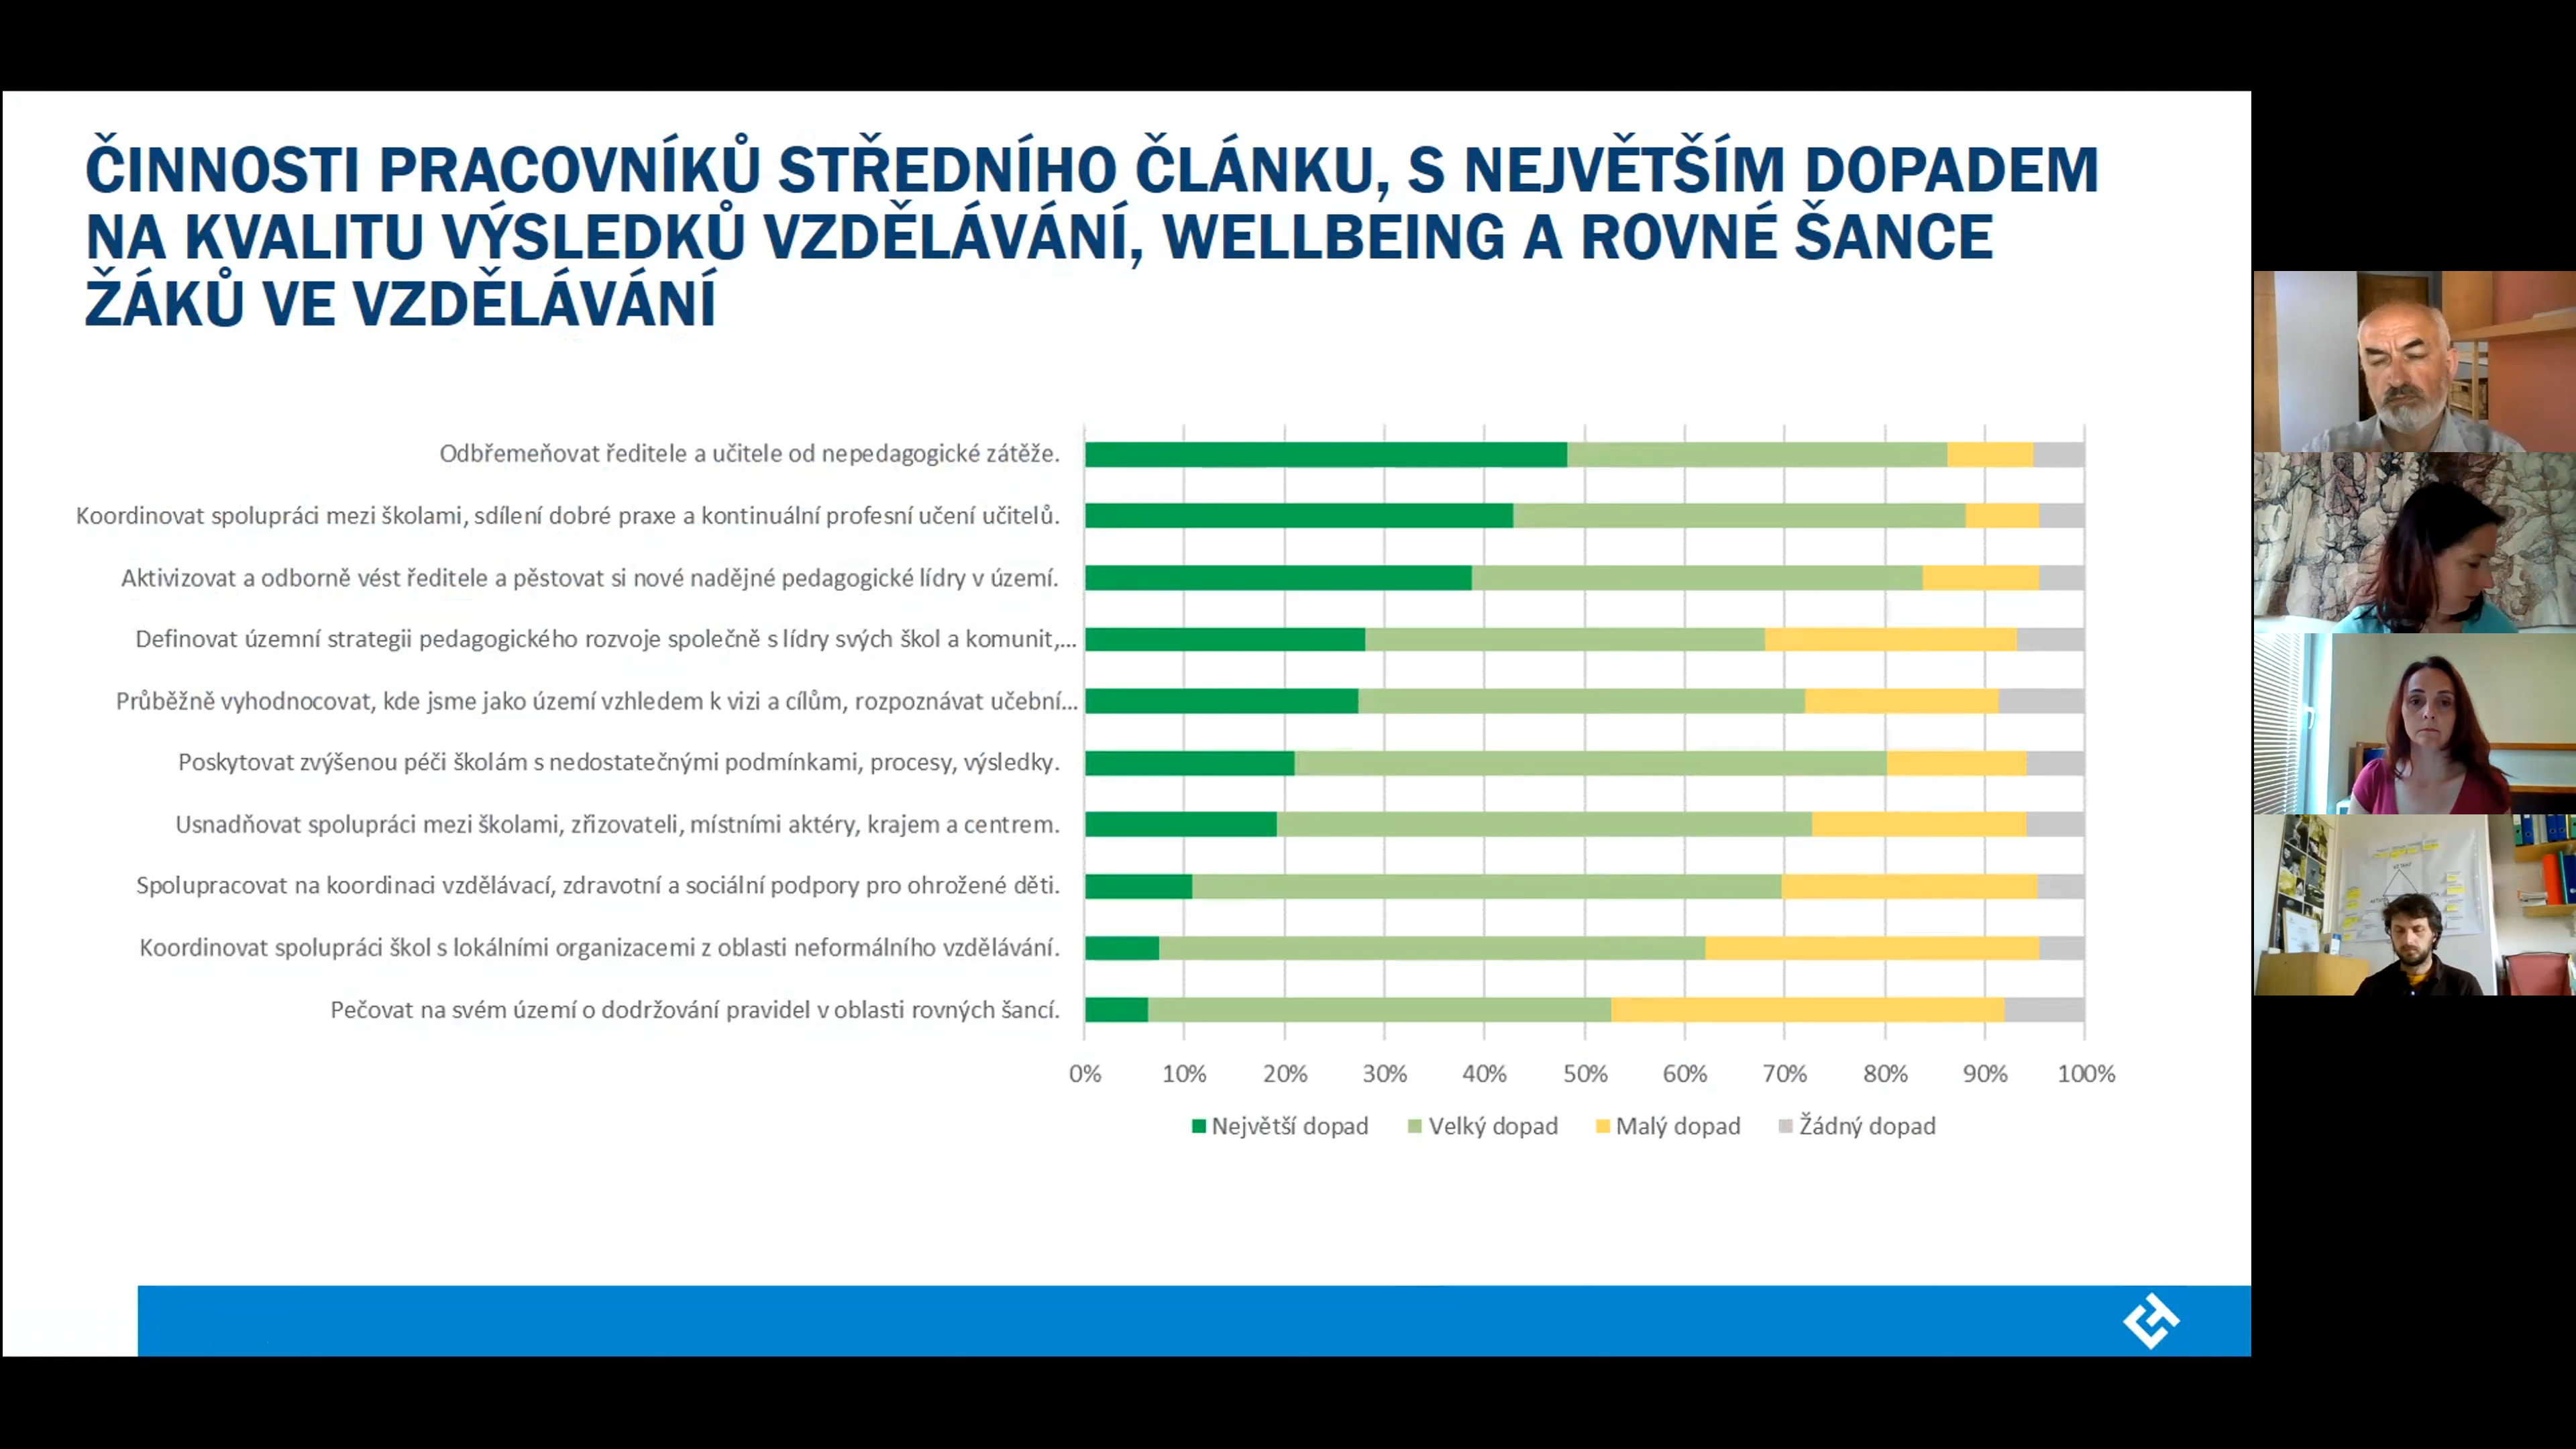 ČINNOSTI PRACOVNÍKŮ STŘEDNÍHO ČLÁNKU, S NEJVĚTŠÍM DOPADEM
NA KVALITU VÝSLEDKŮ VZDĚLÁVÁNÍ, WELLBEING A ROVNÉ ŠANCE
ŽÁKŮ VE VZDĚLÁVÁNÍ
Odbřemeňovat ředitele a učitele od nepedagogické zátěže.
Koordinovat spolupráci mezi školami, sdílení dobré praxe a kontinuální profesní učení učitelů.
Aktivizovat a odborně vést ředitele a pěstovat si nové nadějné pedagogické lídry v území.
Definovat územní strategii pedagogického rozvoje společně s lídry svých škol a komunit,...
Průběžně vyhodnocovat, kde jsme jako území vzhledem k vizi a cílům, rozpoznávat učební...
Poskytovat zvýšenou péči školám s nedostatečnými podmínkami, procesy, výsledky.
Usnadňovat spolupráci mezi školami, zřizovateli, místními aktéry, krajem a centrem.
Spolupracovat na koordinaci vzdělávací, zdravotní a sociální podpory pro ohrožené děti.
Koordinovat spolupráci škol s lokálními organizacemi z oblasti neformálního vzdělávání.
Pečovat na svém území o dodržování pravidel v oblasti rovných šancí.
0% 10% 20% 30% 40% 50% 60% 70% 80% 90% 100%
Největší dopad Velký dopad Malý dopad Žádný dopad